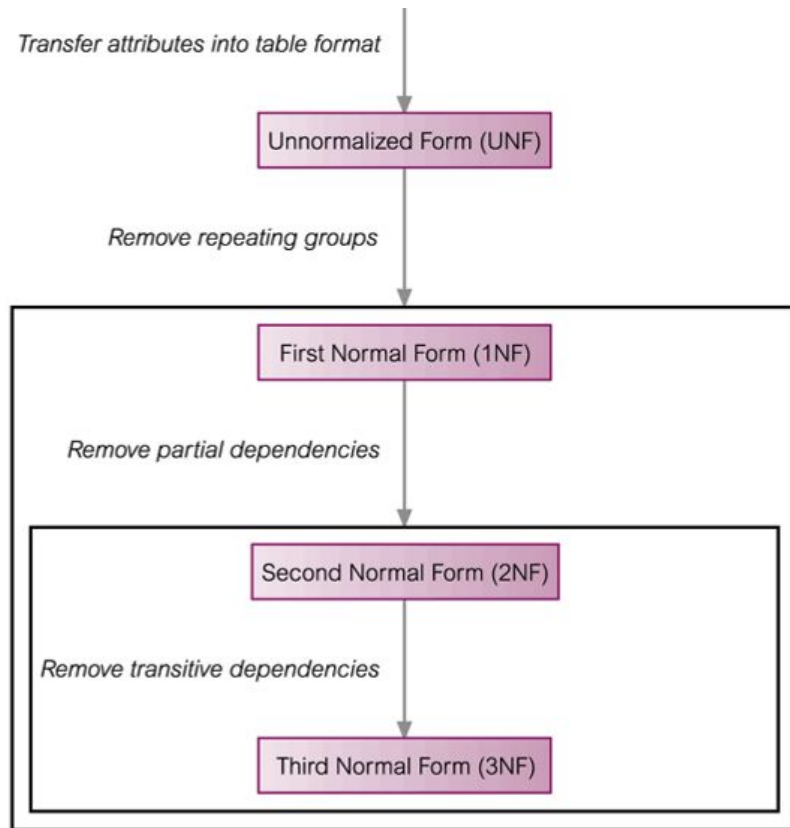 Transfer attributes into table format
Unnormalized Form (UNF)
Remove repeating groups
First Normal Form (1NF)
Remove partial dependencies
Second Normal Form (2NF)
Remove transitive dependencies
Third Normal Form (3NF)